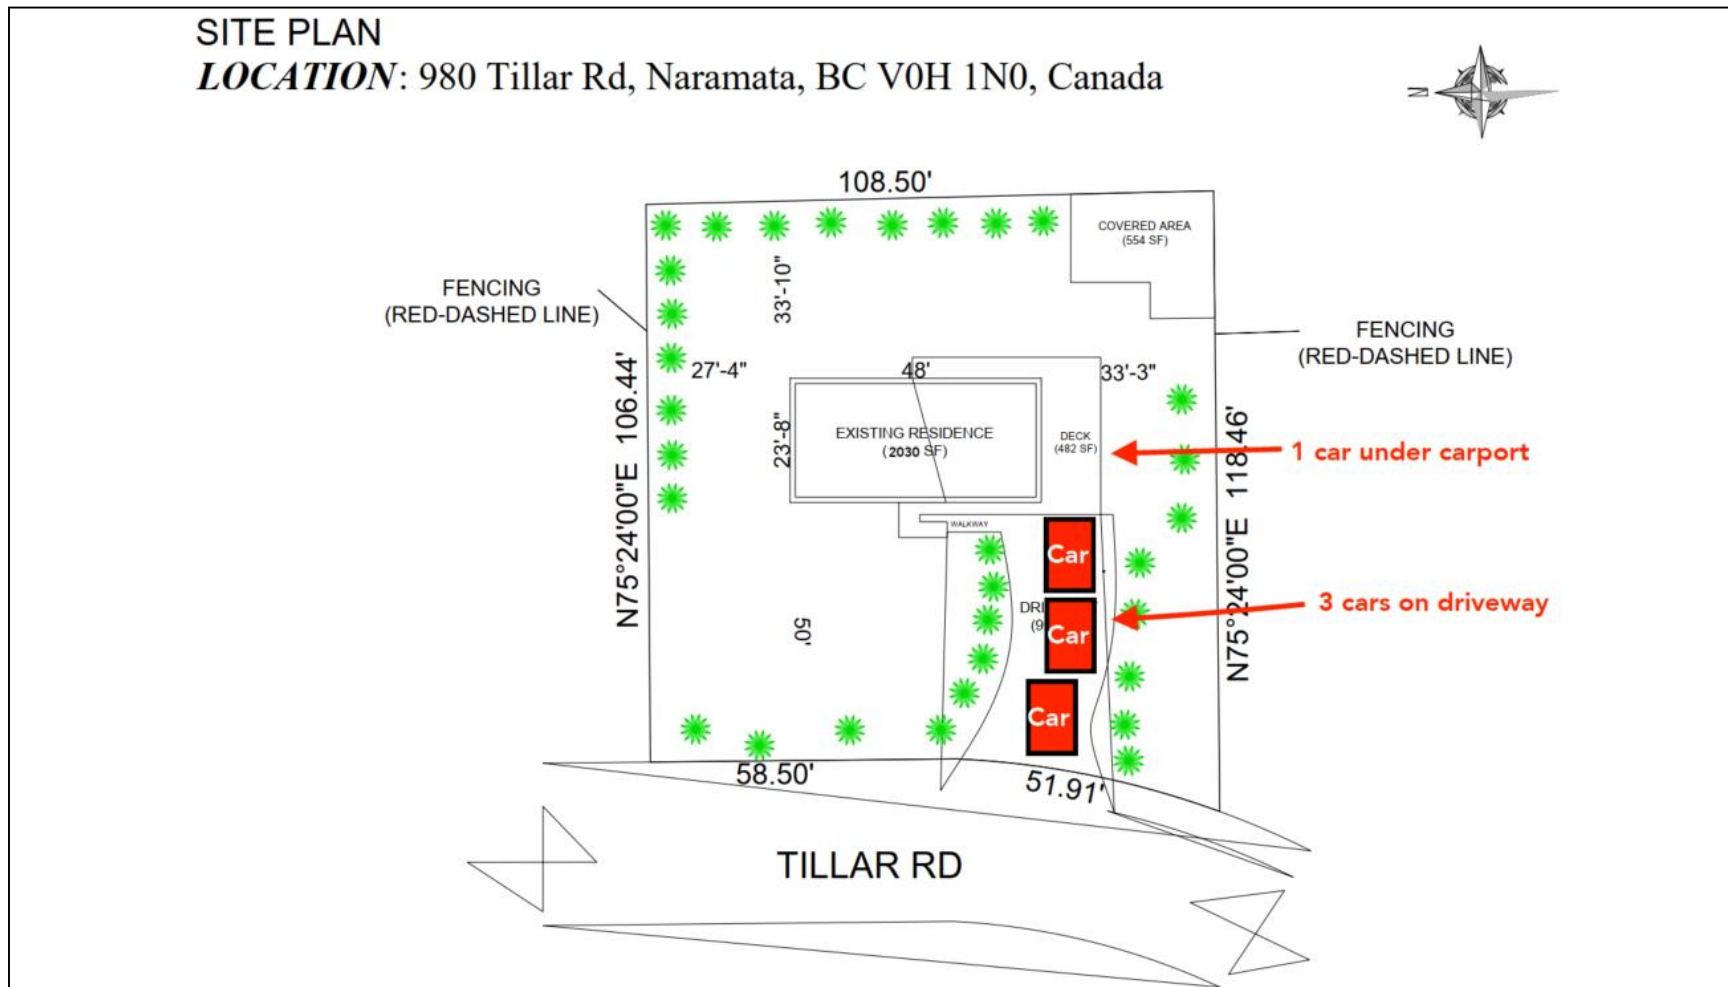 SITE PLAN
LOCATION: 980 Tillar Rd, Naramata, BC V0H 1N0, Canada
N
108.50'
COVERED AREA
(554 SF)
33'-10"
FENCING
(RED-DASHED LINE)
FENCING
(RED-DASHED LINE)
27'-4"
48'
33'-3"
N75°24'00"E 106.44'
23'-8"
EXISTING RESIDENCE
(2030 SF)
DECK
(482 SF)
N75°24'00"E 118.46'
1 car under carport
WALKWAY
Car
3 cars on driveway
Car
50'
Car
58.50'
51.91'
TILLAR RD